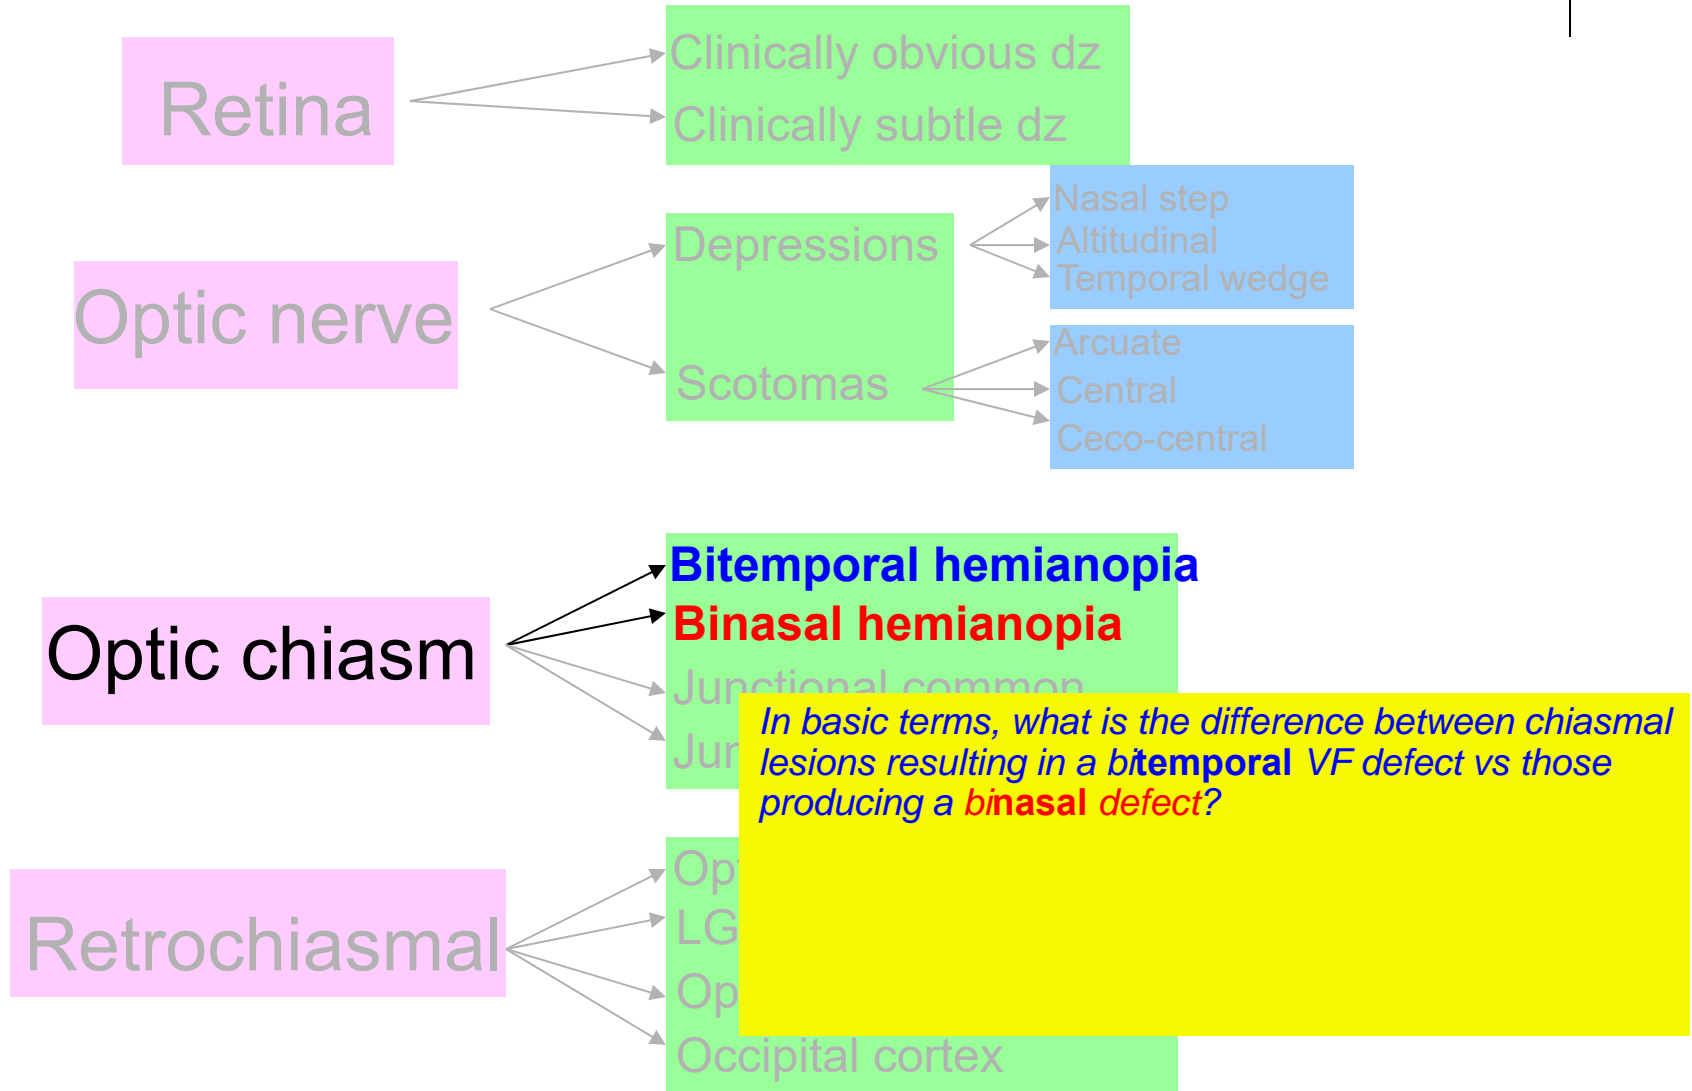 Retina
Clinically obvious dz
Clinically subtle dz
Optic nerve
Depressions
Nasal step
Altitudinal
Temporal wedge
Scotomas
Arcuate
Central
Ceco-central
Optic chiasm
Bitemporal hemianopia
Binasal hemianopia
Junctional common
In basic terms, what is the difference between chiasmal
lesions resulting in a bitemporal VF defect vs those
producing a binasal defect?
Retrochiasmal
Occipital cortex